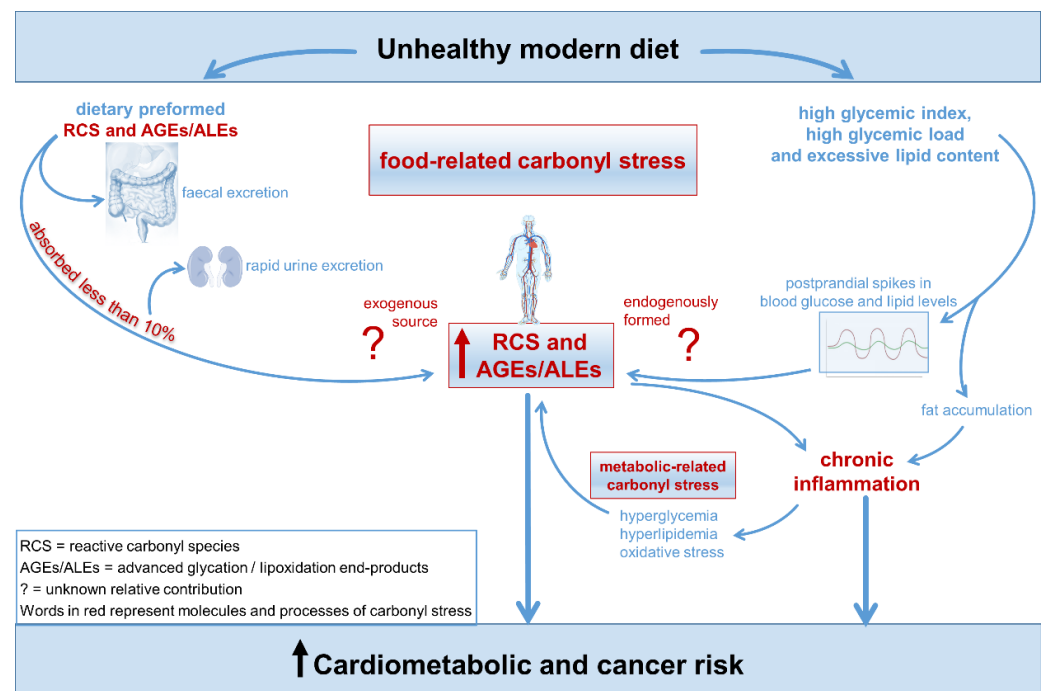 Unhealthy modern diet
dietary preformed
RCS and AGEs/ALEs
faecal excretion
absorbed less than 10%
rapid urine excretion
food-related carbonyl stress
high glycemic index,
high glycemic load
and excessive lipid content
exogenous
source
?
endogenously
formed
?
RCS and
AGEs/ALEs
postprandial spikes in
blood glucose and lipid levels
fat accumulation
chronic
inflammation
metabolic-related
carbonyl stress
hyperglycemia
hyperlipidemia
oxidative stress
RCS = reactive carbonyl species
AGEs/ALEs = advanced glycation / lipoxidation end-products
? = unknown relative contribution
Words in red represent molecules and processes of carbonyl stress
Cardiometabolic and cancer risk